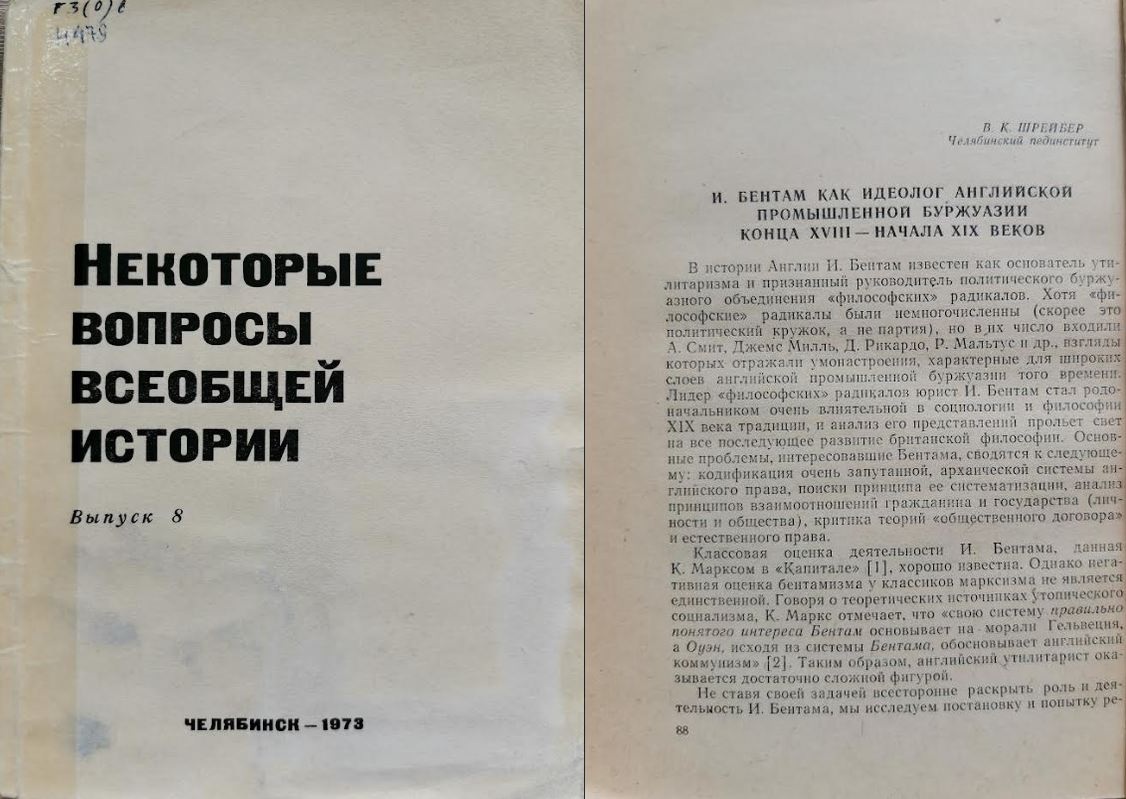 Г3(0)
Ч479
НЕКОТОРЫЕ
ВОПРОСЫ
ВСЕОБЩЕЙ
ИСТОРИИ
Выпуск 8
ЧЕЛЯБИНСК — 1973
В. К. ШРЕЙБЕР
Челябинский пединститут
И. БЕНТАМ КАК ИДЕОЛОГ АНГЛИЙСКОЙ
ПРОМЫШЛЕННОЙ БУРЖУАЗИИ
КОНЦА XVIII — НАЧАЛА XIX ВЕКОВ
В истории Англии И. Бентам известен как основатель ути-
литаризма и признанный руководитель политического буржу-
азного объединения «философских» радикалов. Хотя «фи-
лософские» радикалы были немногочисленны (скорее это
политический кружок, а не партия), но в их число входили
А. Смит, Джемс Милль, Д. Рикардо, Р. Мальтус и др., взгляды
которых отражали умонастроения, характерные для широких
слоев английской промышленной буржуазии того времени.
Лидер «философских» радикалов юрист И. Бентам стал родо-
начальником очень влиятельной в социологии и философии
XIX века традиции, и анализ его представлений прольет свет
на все последующее развитие британской философии. Основ-
ные проблемы, интересовавшие Бентама, сводятся к следующе-
му: кодификация очень запутанной, архаической системы ан-
глийского права, поиски принципа ее систематизации, анализ
принципов взаимоотношений гражданина и государства (лич-
ности и общества), критика теорий «общественного договора»
и естественного права.
Классовая оценка деятельности И. Бентама, данная
К. Марксом в «Капитале» [1], хорошо известна. Однако нега-
тивная оценка бентамизма у классиков марксизма не является
единственной. Говоря о теоретических источниках утопического
социализма, К. Маркс отмечает, что «свою систему правильно
понятого интереса Бентам основывает на морали Гельвеция,
а Оуэн, исходя из системы Бентама, обосновывает английский
коммунизм» [2]. Таким образом, английский утилитарист ока-
зывается достаточно сложной фигурой.
Не ставя своей задачей всесторонне раскрыть роль и дея-
тельность И. Бентама, мы исследуем постановку и попытку ре-
88